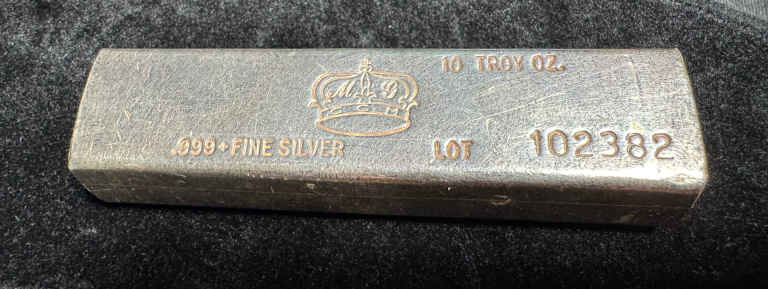 10 TROY OZ.
M G
.999+FINE SILVER
LOT 102382